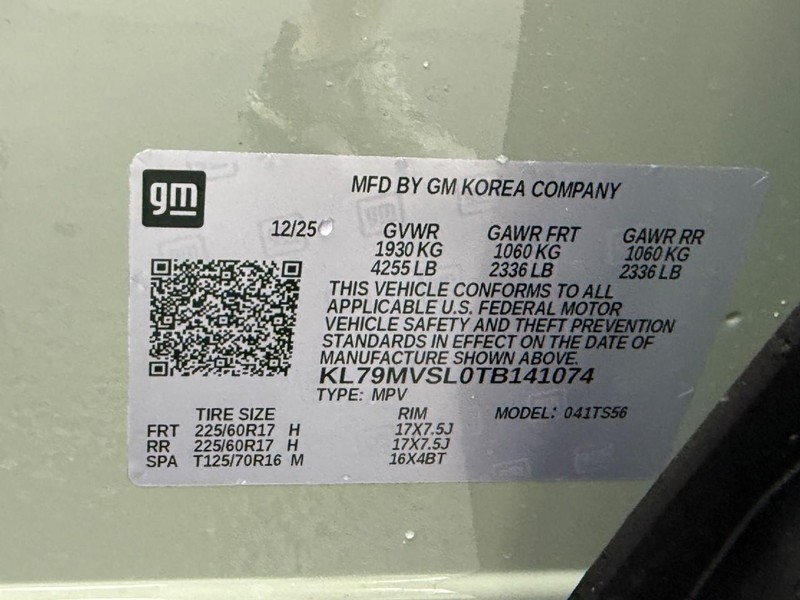 gm
MFD BY GM KOREA COMPANY
12/25 GVWR GAWR FRT GAWR RR
1930 KG 1060 KG 1060 KG
4255 LB 2336 LB 2336 LB
THIS VEHICLE CONFORMS TO ALL
APPLICABLE U.S. FEDERAL MOTOR
VEHICLE SAFETY AND THEFT PREVENTION
STANDARDS IN EFFECT ON THE DATE OF
MANUFACTURE SHOWN ABOVE.
KL79MVSL0TB141074
TYPE: MPV
TIRE SIZE RIM MODEL: 041TS56
FRT 225/60R17 H 17X7.5J
RR 225/60R17 H 17X7.5J
SPA T125/70R16 M 16X4BT